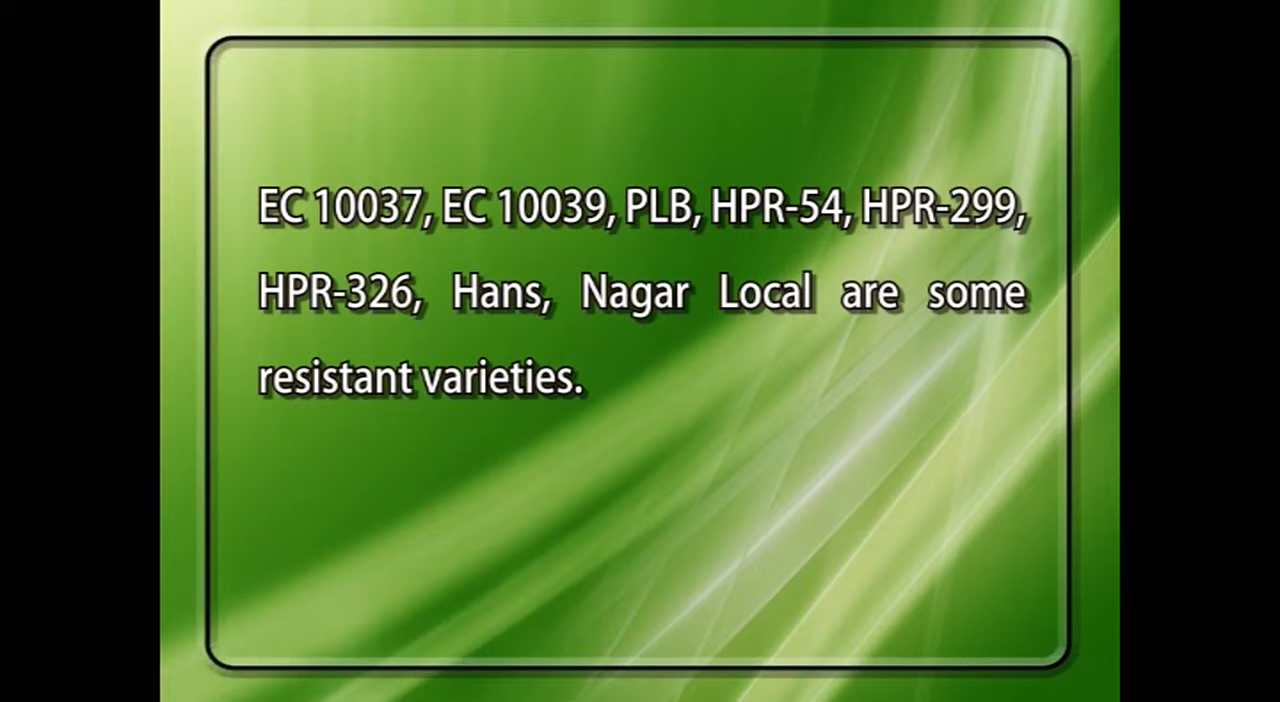 EC 10037, EC 10039, PLB, HPR-54, HPR-299,
HPR-326, Hans, Nagar Local are some
resistant varieties.